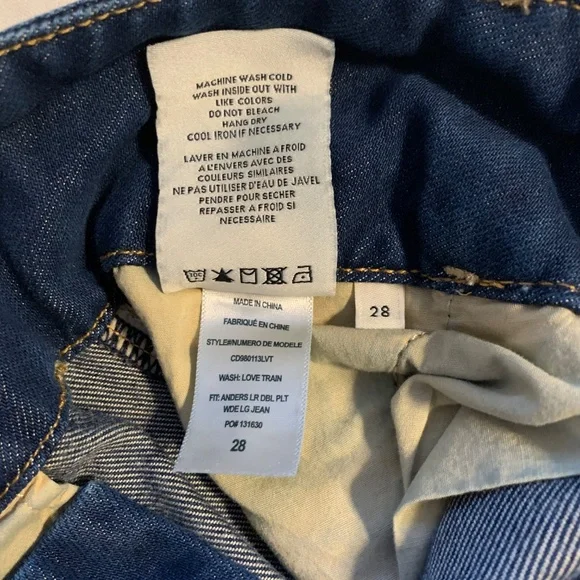 MACHINE WASH COLD
WASH INSIDE OUT WITH
LIKE COLORS
DO NOT BLEACH
HANG DRY
COOL IRON IF NECESSARY
LAVER EN MACHINE A FROID
A L'ENVERS AVEC DES
COULEURS SIMILAIRES
NE PAS UTILISER D'EAU DE JAVEL
PENDRE POUR SECHER
REPASSER A FROID SI
NECESSAIRE
30C
MADE IN CHINA
FABRIQUÉ EN CHINE
STYLE#NUMERO DE MODELE
CD980113LVT
WASH: LOVE TRAIN
FIT: ANDERS LR DBL PLT
WDE LG JEAN
PO# 131630
28
28